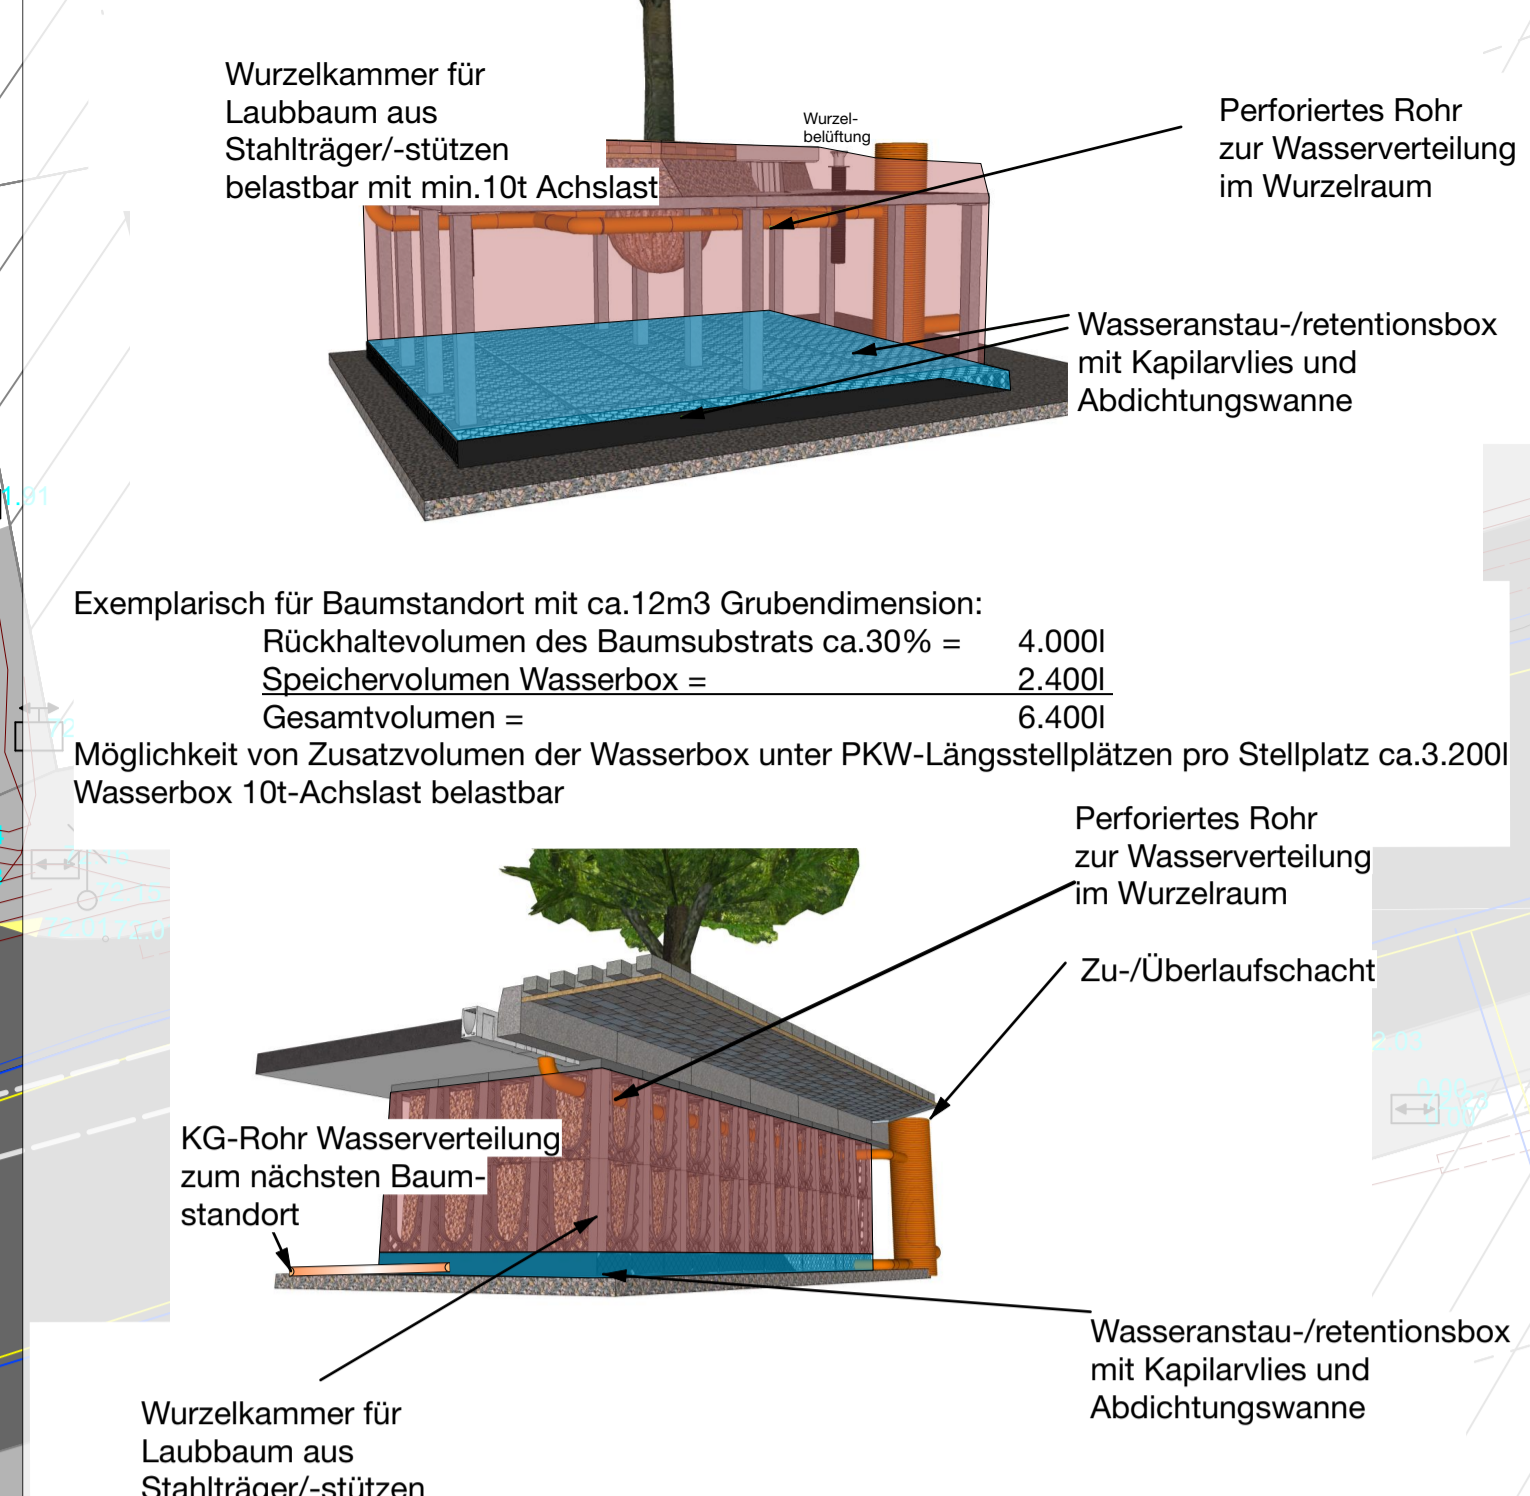 Wurzelkammer für
Laubbaum aus
Stahlträger/-stützen
belastbar mit min.10t Achslast
Wurzel-
belüftung
Perforiertes Rohr
zur Wasserverteilung
im Wurzelraum
Wasseranstau-/retentionsbox
mit Kapilarvlies und
Abdichtungswanne
1.91
Exemplarisch für Baumstandort mit ca.12m3 Grubendimension:
Rückhaltevolumen des Baumsubstrats ca.30% = 4.000l
Speichervolumen Wasserbox = 2.400l
Gesamtvolumen = 6.400l
72
Möglichkeit von Zusatzvolumen der Wasserbox unter PKW-Längsstellplätzen pro Stellplatz ca.3.200l
Wasserbox 10t-Achslast belastbar
Perforiertes Rohr
zur Wasserverteilung
im Wurzelraum
Zu-/Überlaufschacht
KG-Rohr Wasserverteilung
zum nächsten Baum-
standort
Wasseranstau-/retentionsbox
mit Kapilarvlies und
Abdichtungswanne
Wurzelkammer für
Laubbaum aus
Stahlträger/-stützen